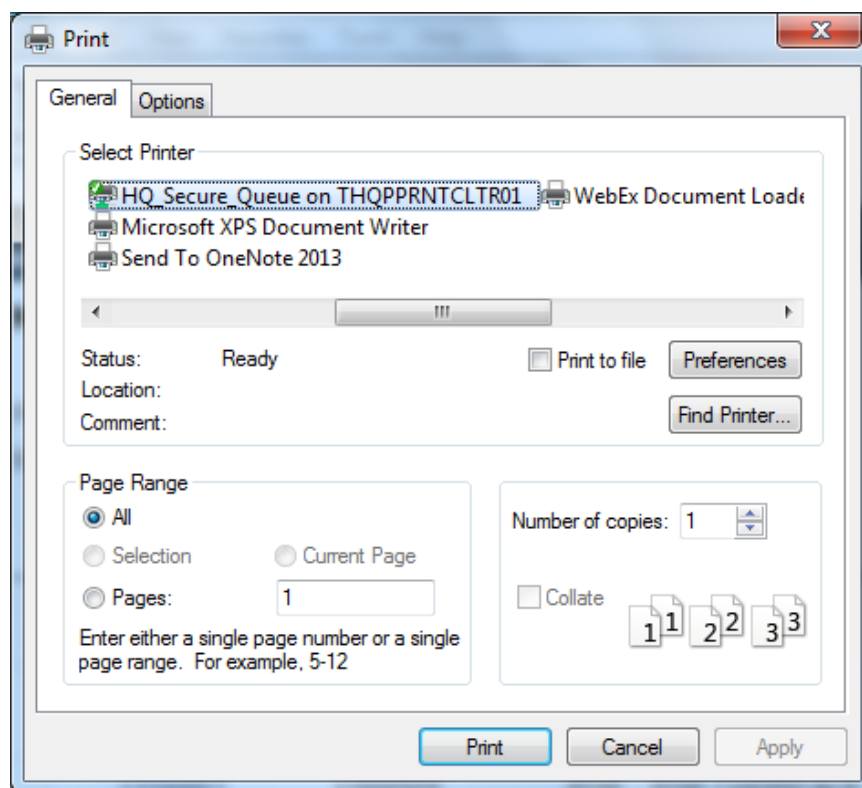 Print
X
General Options
Select Printer
HQ_Secure_Queue on THQPPRNTCLTR01 WebEx Document Loade
Microsoft XPS Document Writer
Send To OneNote 2013
Status: Ready Print to file Preferences
Location:
Comment: Find Printer...
Page Range
All
Number of copies: 1
Selection Current Page
Pages: 1 Collate
1 1 2 2 3 3
Enter either a single page number or a single
page range. For example, 5-12
Print Cancel Apply